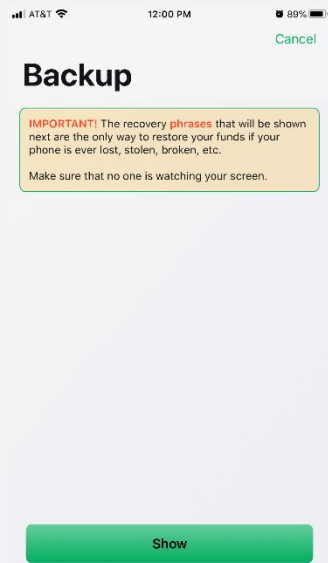 AT&T 12:00 PM 89%
Cancel
Backup
IMPORTANT! The recovery phrases that will be shown
next are the only way to restore your funds if your
phone is ever lost, stolen, broken, etc.
Make sure that no one is watching your screen.
Show